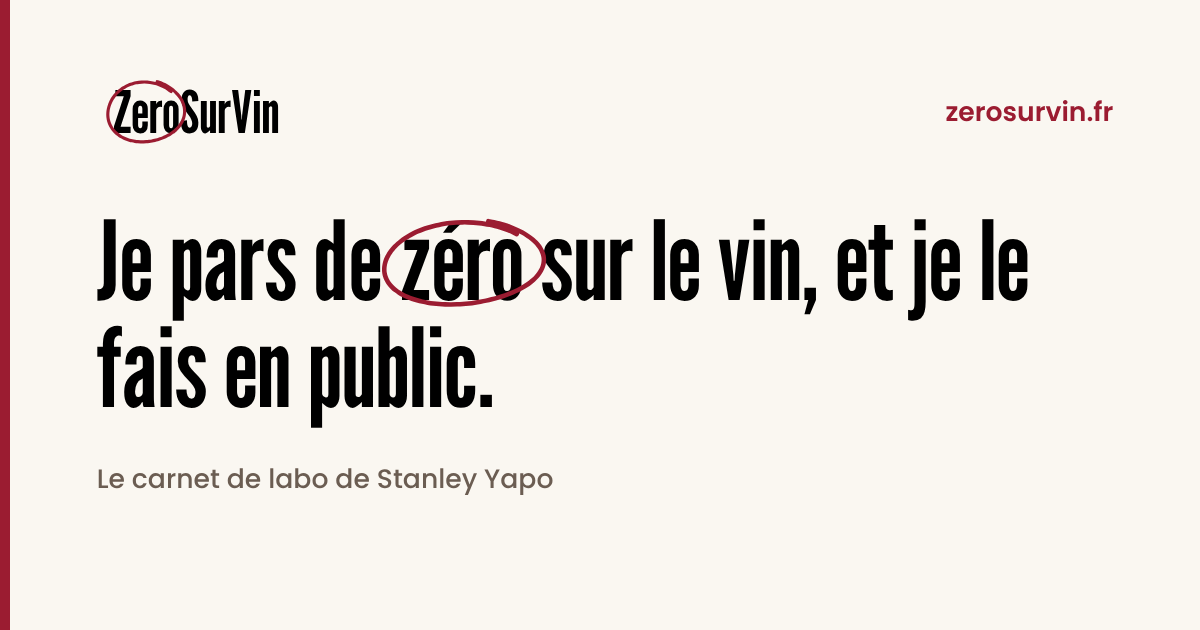 ZeroSurVin
zerosurvin.fr
Je pars de zéro sur le vin, et je le
fais en public.
Le carnet de labo de Stanley Yapo